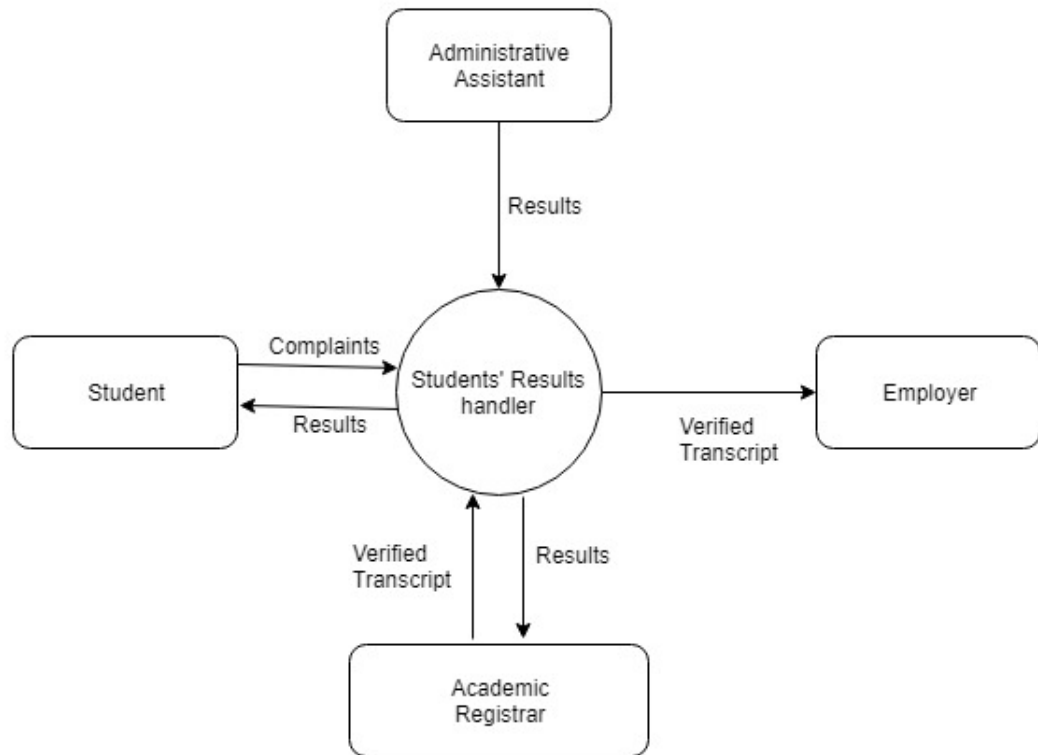 Administrative
Assistant
Results
Complaints
Student
Students' Results
handler
Employer
Results
Verified
Transcript
Verified
Transcript
Results
Academic
Registrar